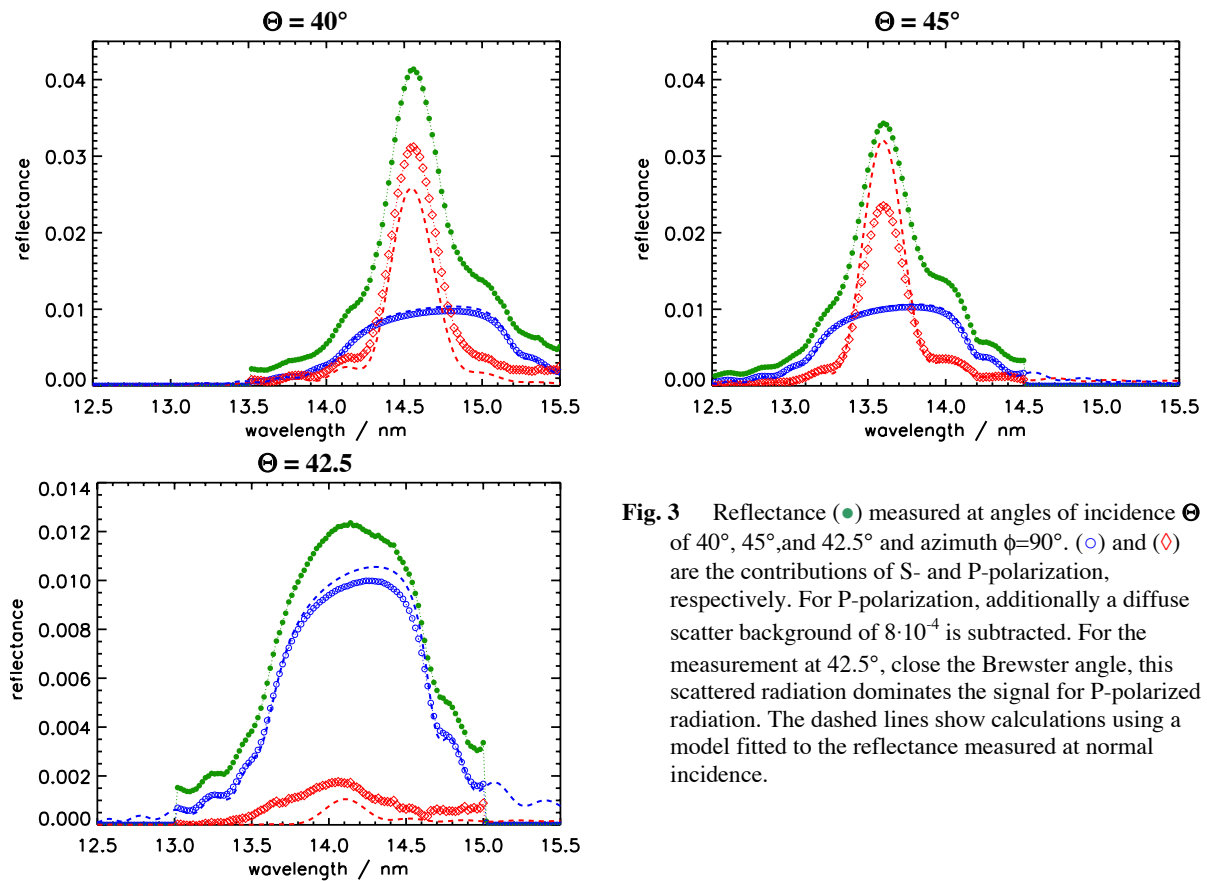 Θ = 40°
0.04
0.03
0.02
0.01
0.00
reflectance
12.5 13.0 13.5 14.0 14.5 15.0 15.5
wavelength / nm
Θ = 45°
0.04
0.03
0.02
0.01
0.00
reflectance
12.5 13.0 13.5 14.0 14.5 15.0 15.5
wavelength / nm
Θ = 42.5
0.014
0.012
0.010
0.008
0.006
0.004
0.002
0.000
reflectance
12.5 13.0 13.5 14.0 14.5 15.0 15.5
wavelength / nm
Fig. 3 Reflectance (●) measured at angles of incidence Θ
of 40°, 45°,and 42.5° and azimuth ϕ=90°. (○) and (◊)
are the contributions of S- and P-polarization,
respectively. For P-polarization, additionally a diffuse
scatter background of 8·10⁻⁴ is subtracted. For the
measurement at 42.5°, close the Brewster angle, this
scattered radiation dominates the signal for P-polarized
radiation. The dashed lines show calculations using a
model fitted to the reflectance measured at normal
incidence.